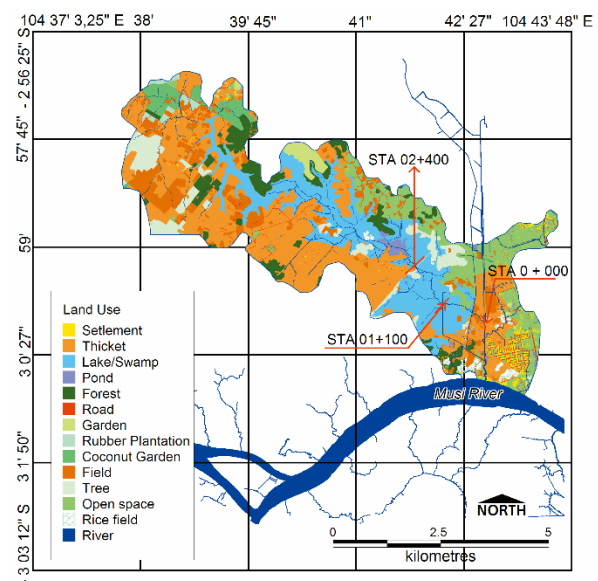 104 37' 3,25" E 38' 39' 45" 41" 42' 27" 104 43' 48" E
3 03' 12" S 3 1' 50" 3 0' 27" 59' 57' 45" - 2 56' 25" S
STA 02+400
STA 0 + 000
STA 01+100
Land Use
Setlement
Thicket
Lake/Swamp
Pond
Forest
Road
Garden
Rubber Plantation
Coconut Garden
Field
Tree
Open space
Rice field
River
Musi River
NORTH
0 2.5 5
kilometres